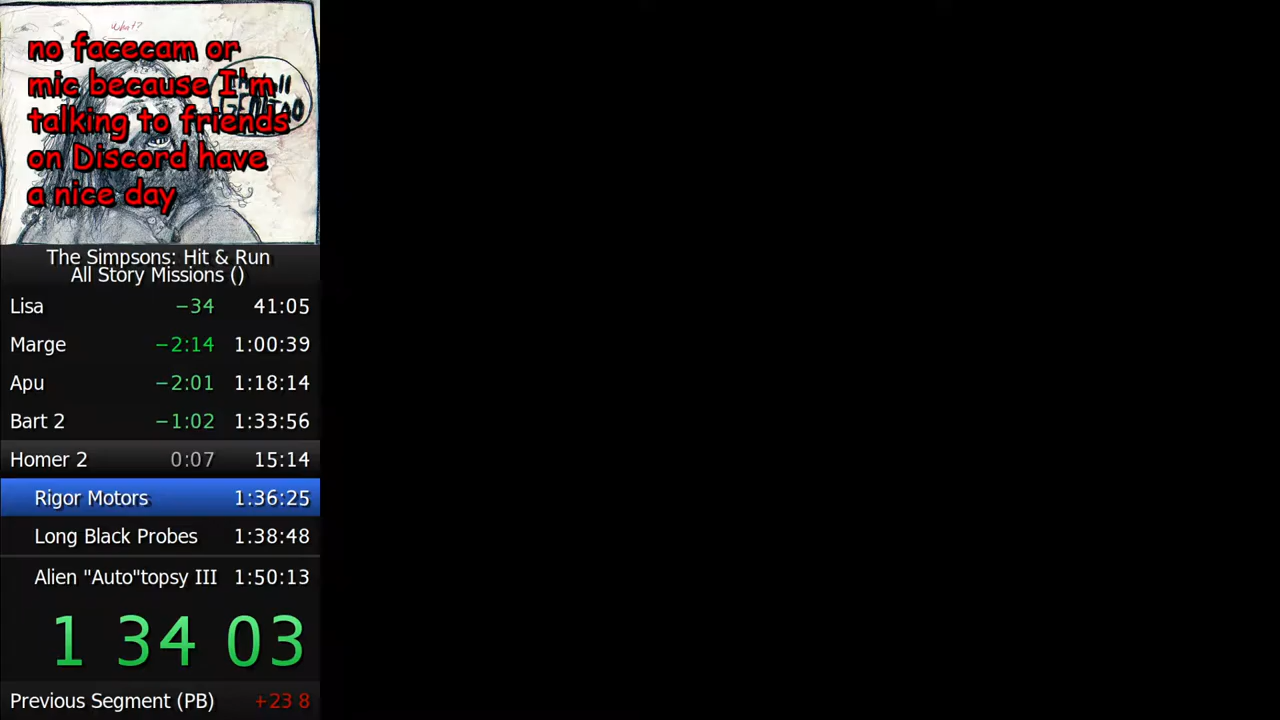 What?
no facecam or
mic because I'm
talking to friends
on Discord have
a nice day
The Simpsons: Hit & Run
All Story Missions ()
Lisa −34 41:05
Marge −2:14 1:00:39
Apu −2:01 1:18:14
Bart 2 −1:02 1:33:56
Homer 2 0:07 15:14
Rigor Motors 1:36:25
Long Black Probes 1:38:48
Alien "Auto"topsy III 1:50:13
1 34 03
Previous Segment (PB) +23 8